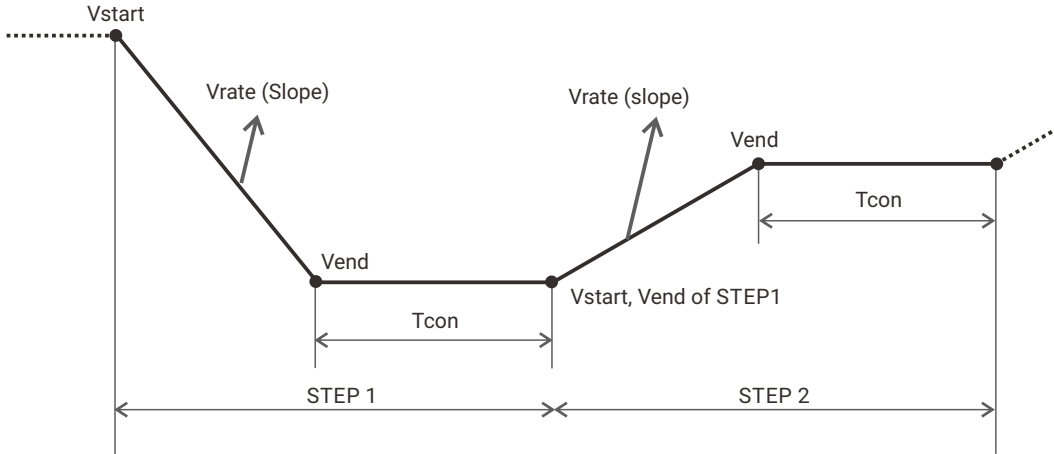 Vstart
Vrate (Slope)
Vrate (slope)
Vend
Tcon
Vend
Vstart, Vend of STEP1
Tcon
STEP 1
STEP 2